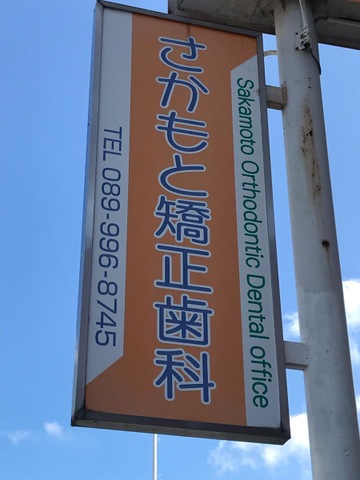 Sakamoto Orthodontic Dental office
さかもと矯正歯科
TEL 089-996-8745